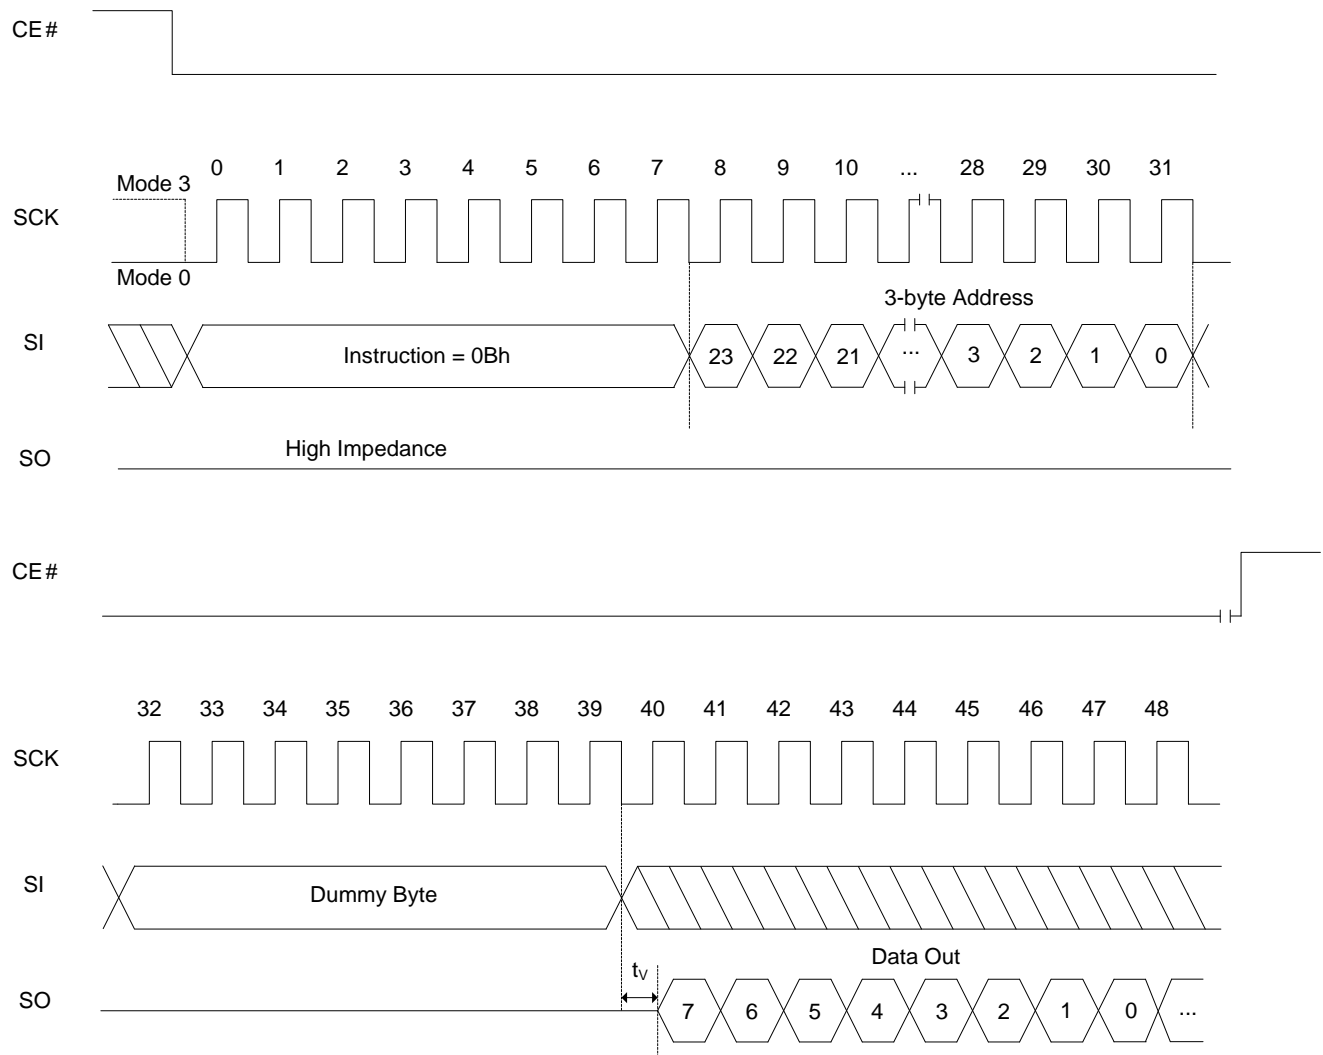 CE#
0 1 2 3 4 5 6 7 8 9 10 ... 28 29 30 31
Mode 3
SCK
Mode 0
3-byte Address
SI
Instruction = 0Bh
23 22 21 ... 3 2 1 0
High Impedance
SO
CE#
32 33 34 35 36 37 38 39 40 41 42 43 44 45 46 47 48
SCK
SI
Dummy Byte
Data Out
tV
SO
7 6 5 4 3 2 1 0 ...